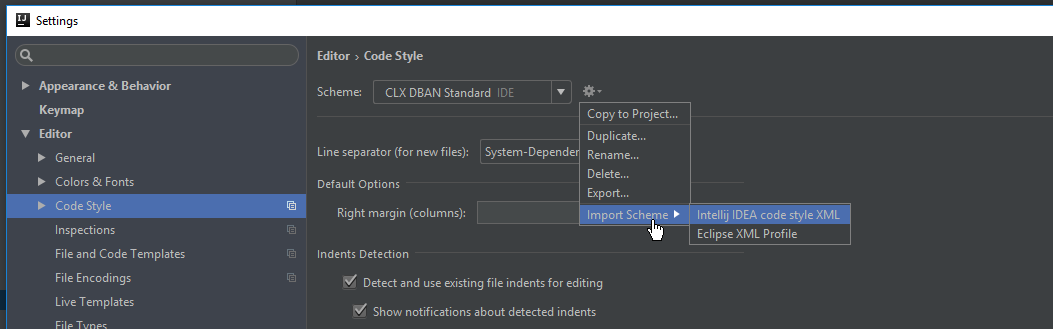 IJ Settings
Editor › Code Style
Appearance & Behavior
Scheme: CLX DBAN Standard IDE
Keymap
Copy to Project...
Editor
Duplicate...
General
Line separator (for new files): System-Dependen
Rename...
Colors & Fonts
Delete...
Default Options
Export...
Code Style
Right margin (columns):
Import Scheme
Intellij IDEA code style XML
Inspections
Eclipse XML Profile
File and Code Templates
Indents Detection
File Encodings
Detect and use existing file indents for editing
Live Templates
Show notifications about detected indents
File Types